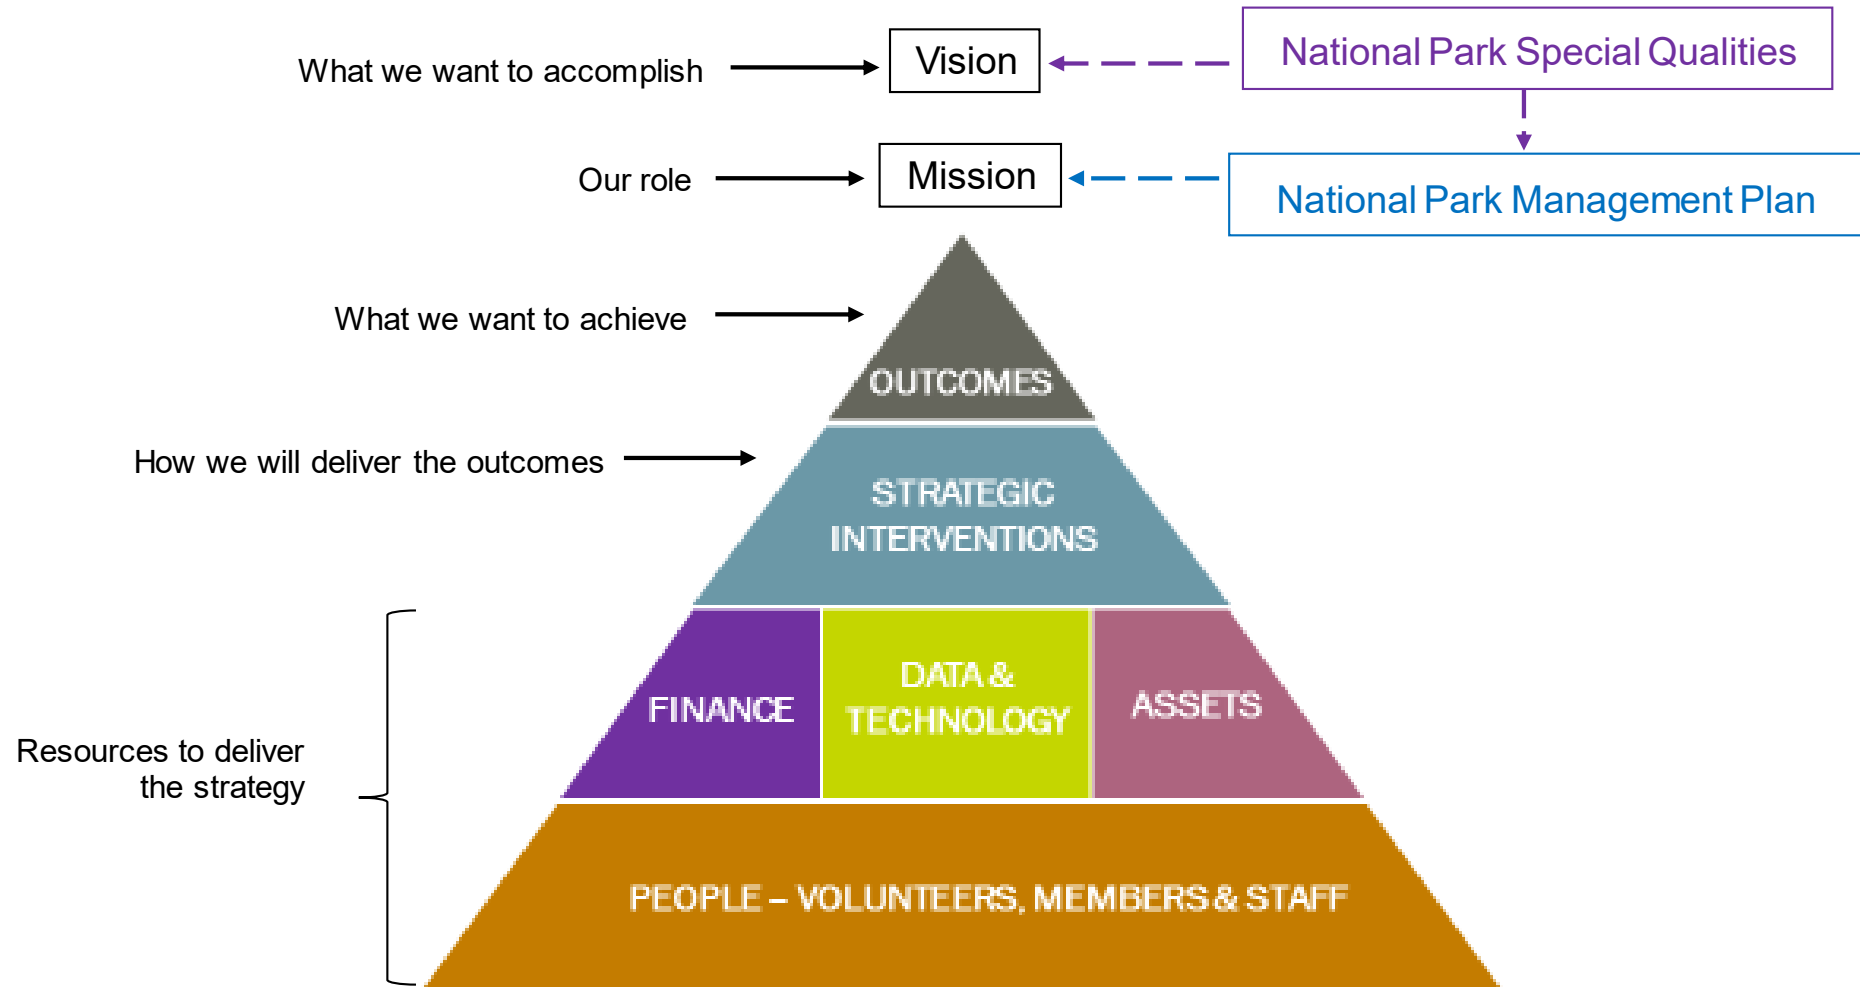 What we want to accomplish
Vision
National Park Special Qualities
Our role
Mission
National Park Management Plan
What we want to achieve
OUTCOMES
How we will deliver the outcomes
STRATEGIC
INTERVENTIONS
Resources to deliver
the strategy
FINANCE
DATA &
TECHNOLOGY
ASSETS
PEOPLE – VOLUNTEERS, MEMBERS & STAFF